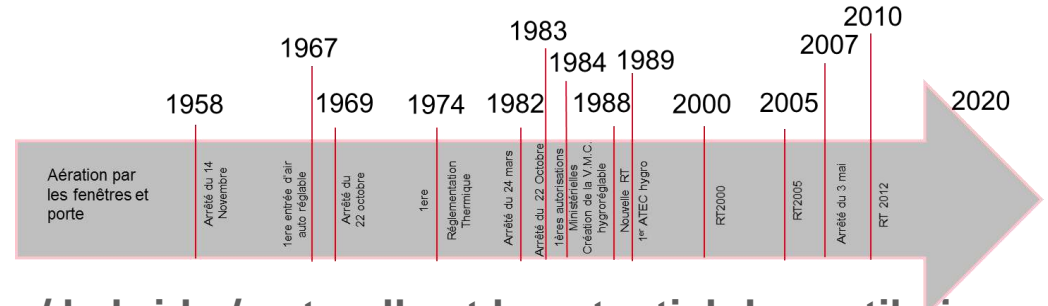 2010
1983
2007
1967
1984
1989
1958
1969
1974
1982
1988
2000
2005
2020
Aération par
les fenêtres et
porte
Arrêté du 14
Novembre
1ere entrée d'air
auto réglable
Arrêté du
22 octobre
1ere
Réglementation
Thermique
Arrêté du 24 mars
Arrêté du 22 Octobre
1ères autorisations
Ministérielles
Création de la V.M.C.
hygroréglable
Nouvelle RT
1er ATEC hygro
RT2000
RT2005
Arrêté du 3 mai
RT 2012